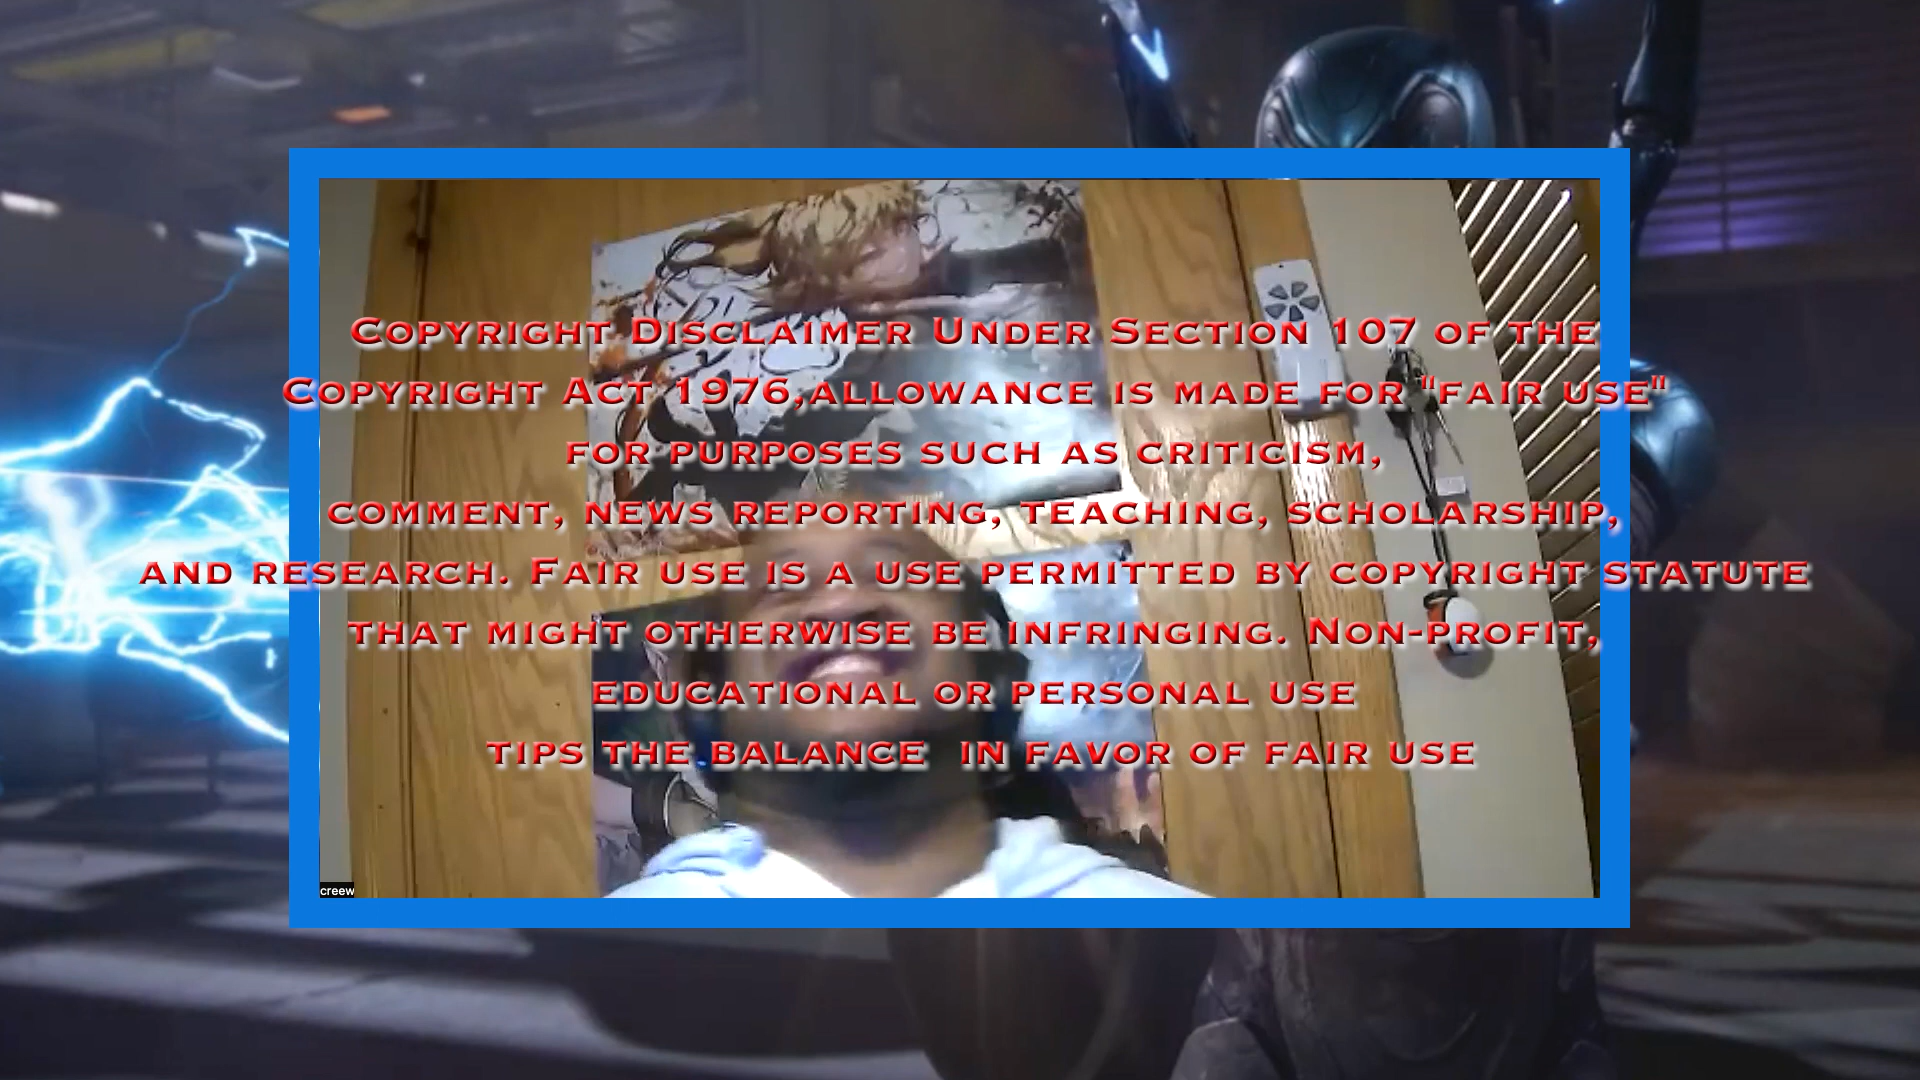 Copyright Disclaimer Under Section 107 of the
Copyright Act 1976,allowance is made for "fair use"
for purposes such as criticism,
comment, news reporting, teaching, scholarship,
and research. Fair use is a use permitted by copyright statute
that might otherwise be infringing. Non-profit,
educational or personal use
tips the balance  in favor of fair use
creew